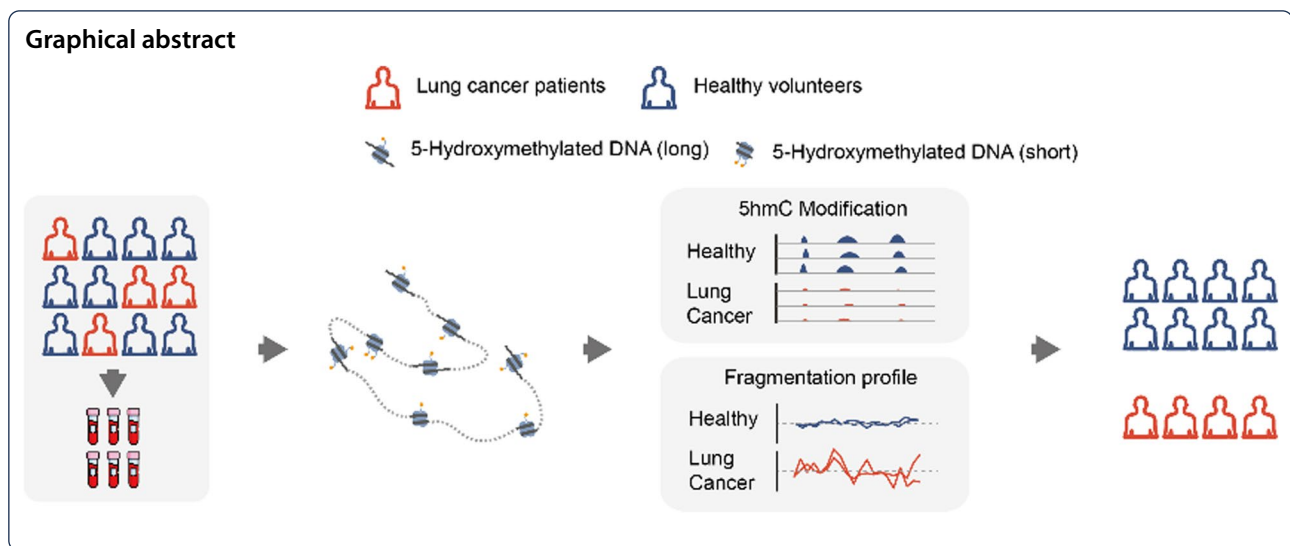 Graphical abstract
Lung cancer patients
Healthy volunteers
5-Hydroxymethylated DNA (long)
5-Hydroxymethylated DNA (short)
5hmC Modification
Healthy
Lung
Cancer
Fragmentation profile
Healthy
Lung
Cancer